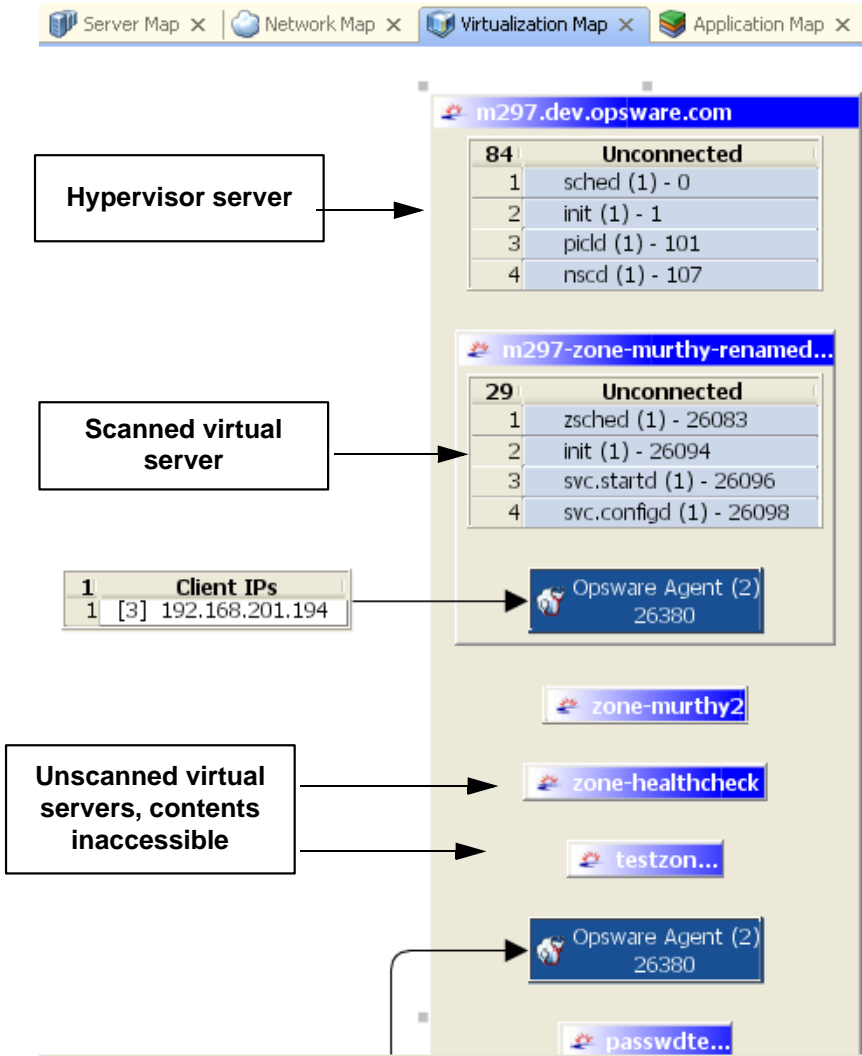 Server Map
Network Map
Virtualization Map
Application Map
m297.dev.opsware.com
84 Unconnected
1 sched (1) - 0
2 init (1) - 1
3 picld (1) - 101
4 nscd (1) - 107
Hypervisor server
m297-zone-murthy-renamed...
29 Unconnected
1 zsched (1) - 26083
2 init (1) - 26094
3 svc.startd (1) - 26096
4 svc.configd (1) - 26098
Scanned virtual
server
1 Client IPs
1 [3] 192.168.201.194
Opsware Agent (2)
26380
zone-murthy2
zone-healthcheck
testzon...
Unscanned virtual
servers, contents
inaccessible
Opsware Agent (2)
26380
passwdte...